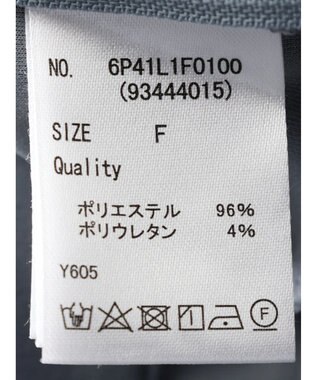 NO. 6P41L1F0100
(93444015)
SIZE F
Quality
ポリエステル 96%
ポリウレタン 4%
Y605
F